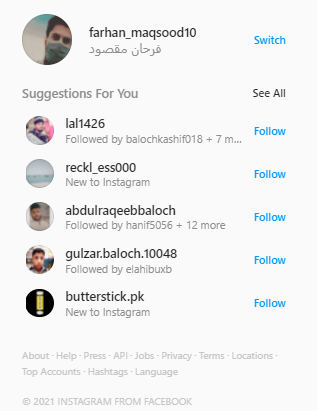 farhan_maqsood10
فرحان مقصود
Switch
Suggestions For You
See All
lal1426
Followed by balochkashif018 + 7 m...
Follow
reckl_ess000
New to Instagram
Follow
abdulraqeebbaloch
Followed by hanif5056 + 12 more
Follow
gulzar.baloch.10048
Followed by elahibuxb
Follow
butterstick.pk
New to Instagram
Follow
About · Help · Press · API · Jobs · Privacy · Terms · Locations ·
Top Accounts · Hashtags · Language
© 2021 INSTAGRAM FROM FACEBOOK